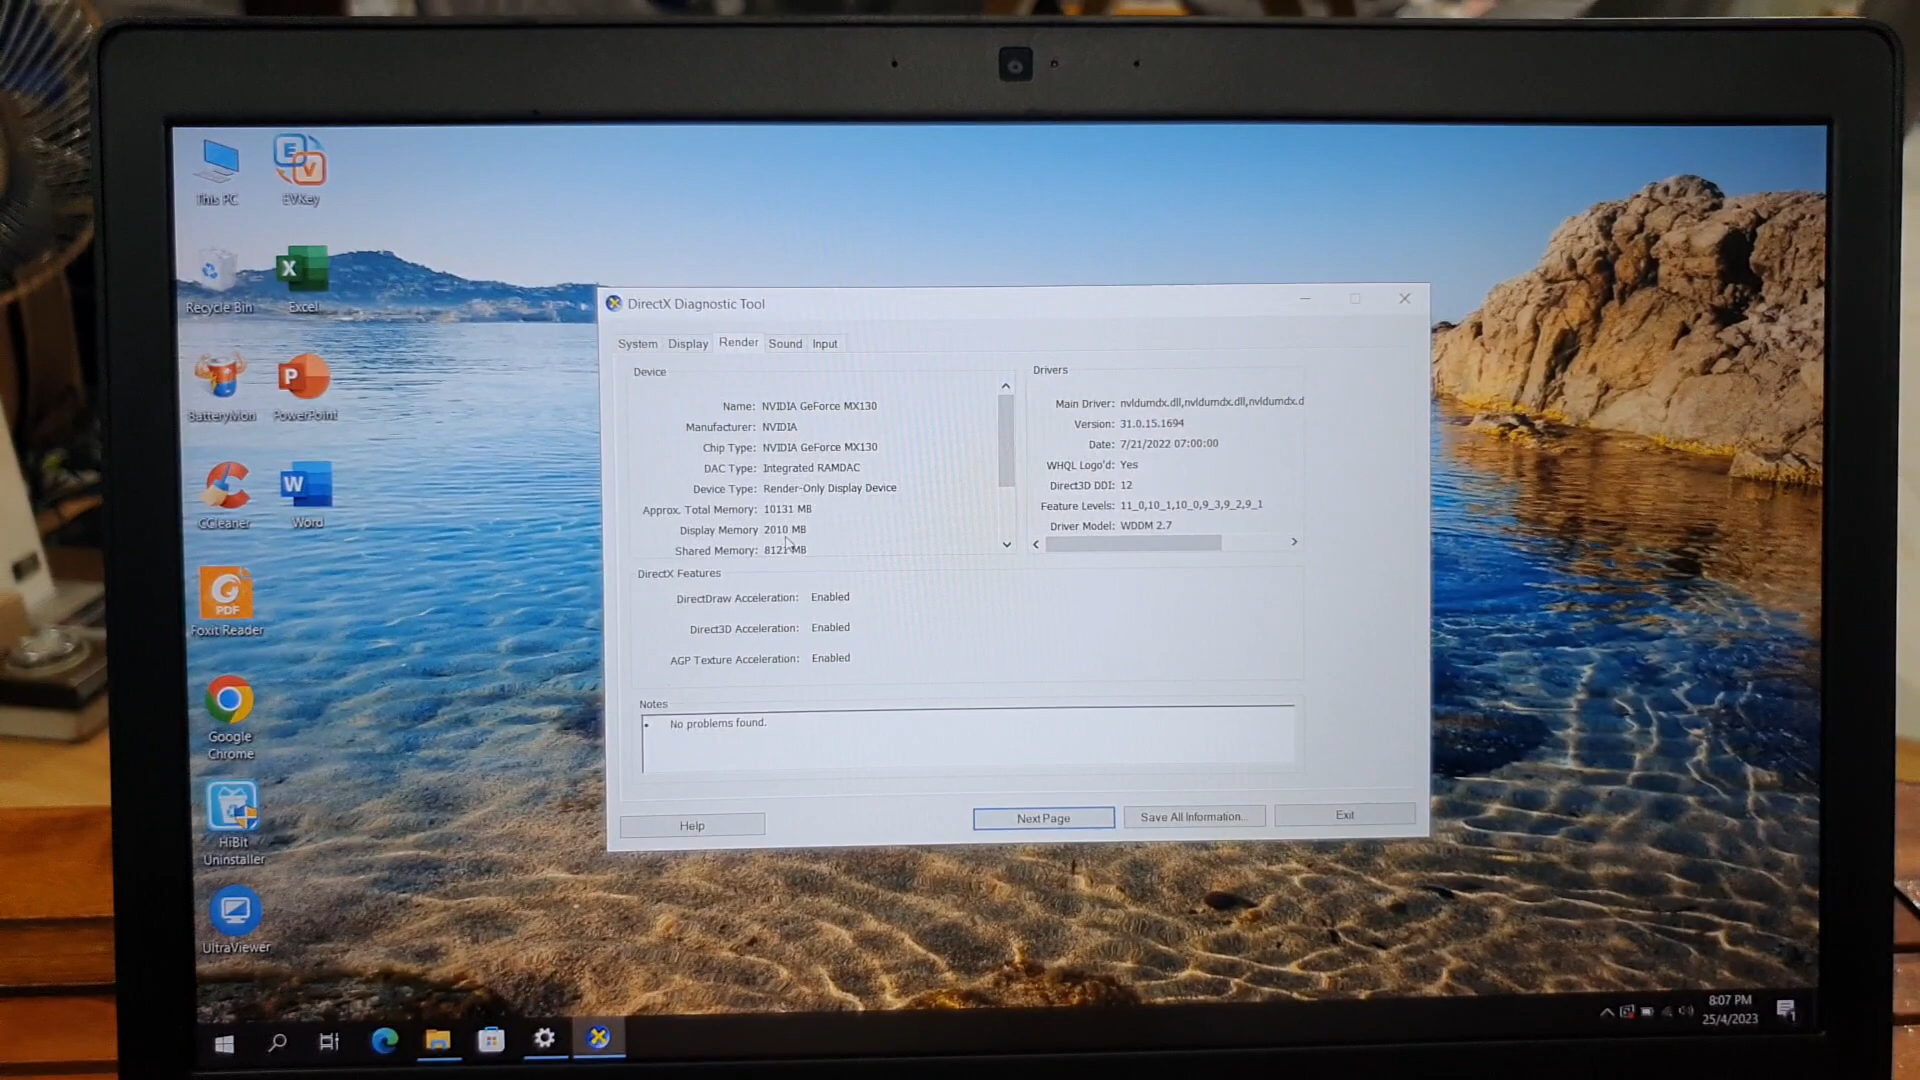 This PC
EVKey
Recycle Bin
Excel
BatteryMon
PowerPoint
CCleaner
Word
PDF
Foxit Reader
Google
Chrome
HiBit
Uninstaller
UltraViewer
DirectX Diagnostic Tool
System
Display
Render
Sound
Input
Device
Name: NVIDIA GeForce MX130
Manufacturer: NVIDIA
Chip Type: NVIDIA GeForce MX130
DAC Type: Integrated RAMDAC
Device Type: Render-Only Display Device
Approx. Total Memory: 10131 MB
Display Memory 2010 MB
Shared Memory: 8121 MB
Drivers
Main Driver: nvldumdx.dll,nvldumdx.dll,nvldumdx.d
Version: 31.0.15.1694
Date: 7/21/2022 07:00:00
WHQL Logo'd: Yes
Direct3D DDI: 12
Feature Levels: 11_0,10_1,10_0,9_3,9_2,9_1
Driver Model: WDDM 2.7
DirectX Features
DirectDraw Acceleration: Enabled
Direct3D Acceleration: Enabled
AGP Texture Acceleration: Enabled
Notes
• No problems found.
Help
Next Page
Save All Information...
Exit
8:07 PM
25/4/2023
1